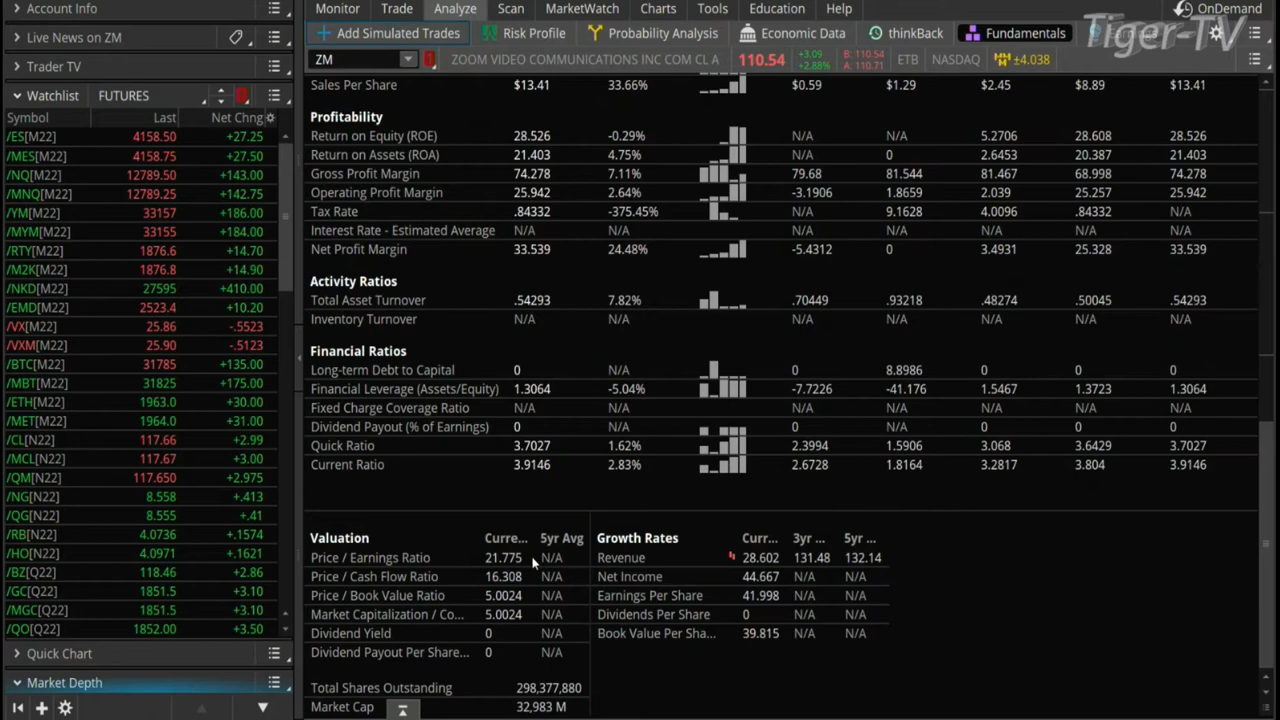 Account Info
Live News on ZM
Trader TV
Watchlist FUTURES
Symbol Last Net Chng
/ES[M22] 4158.50 +27.25
/MES[M22] 4158.75 +27.50
/NQ[M22] 12789.50 +143.00
/MNQ[M22] 12789.25 +142.75
/YM[M22] 33157 +186.00
/MYM[M22] 33155 +184.00
/RTY[M22] 1876.6 +14.70
/M2K[M22] 1876.8 +14.90
/NKD[M22] 27595 +410.00
/EMD[M22] 2523.4 +10.20
/VX[M22] 25.86 -.5523
/VXM[M22] 25.90 -.5123
/BTC[M22] 31785 +135.00
/MBT[M22] 31825 +175.00
/ETH[M22] 1963.0 +30.00
/MET[M22] 1964.0 +31.00
/CL[N22] 117.66 +2.99
/MCL[N22] 117.67 +3.00
/QM[N22] 117.650 +2.975
/NG[N22] 8.558 +.413
/QG[N22] 8.555 +.41
/RB[N22] 4.0736 +.1574
/HO[N22] 4.0971 +.1621
/BZ[Q22] 118.46 +2.86
/GC[Q22] 1851.5 +3.10
/MGC[Q22] 1851.5 +3.10
/QO[Q22] 1852.00 +3.50
Quick Chart
Market Depth
Monitor Trade Analyze Scan MarketWatch Charts Tools Education Help OnDemand
Add Simulated Trades Risk Profile Probability Analysis Economic Data thinkBack Fundamentals
Tiger-TV
ZM ZOOM VIDEO COMMUNICATIONS INC COM CL A 110.54 +3.09 +2.88% B: 110.54 A: 110.71 ETB NASDAQ ±4.038
Sales Per Share $13.41 33.66% $0.59 $1.29 $2.45 $8.89 $13.41
Profitability
Return on Equity (ROE) 28.526 -0.29% N/A N/A 5.2706 28.608 28.526
Return on Assets (ROA) 21.403 4.75% N/A 0 2.6453 20.387 21.403
Gross Profit Margin 74.278 7.11% 79.68 81.544 81.467 68.998 74.278
Operating Profit Margin 25.942 2.64% -3.1906 1.8659 2.039 25.257 25.942
Tax Rate .84332 -375.45% N/A 9.1628 4.0096 .84332 N/A
Interest Rate - Estimated Average N/A N/A N/A N/A N/A N/A N/A
Net Profit Margin 33.539 24.48% -5.4312 0 3.4931 25.328 33.539
Activity Ratios
Total Asset Turnover .54293 7.82% .70449 .93218 .48274 .50045 .54293
Inventory Turnover N/A N/A N/A N/A N/A N/A N/A
Financial Ratios
Long-term Debt to Capital 0 N/A 0 8.8986 0 0 0
Financial Leverage (Assets/Equity) 1.3064 -5.04% -7.7226 -41.176 1.5467 1.3723 1.3064
Fixed Charge Coverage Ratio N/A N/A N/A N/A N/A N/A N/A
Dividend Payout (% of Earnings) 0 N/A 0 0 0 0 0
Quick Ratio 3.7027 1.62% 2.3994 1.5906 3.068 3.6429 3.7027
Current Ratio 3.9146 2.83% 2.6728 1.8164 3.2817 3.804 3.9146
Valuation Curre... 5yr Avg
Price / Earnings Ratio 21.775 N/A
Price / Cash Flow Ratio 16.308 N/A
Price / Book Value Ratio 5.0024 N/A
Market Capitalization / Co... 5.0024 N/A
Dividend Yield 0 N/A
Dividend Payout Per Share... 0 N/A
Total Shares Outstanding 298,377,880
Market Cap 32,983 M
Growth Rates Curr... 3yr ... 5yr ...
Revenue 28.602 131.48 132.14
Net Income 44.667 N/A N/A
Earnings Per Share 41.998 N/A N/A
Dividends Per Share 0 N/A N/A
Book Value Per Sha... 39.815 N/A N/A